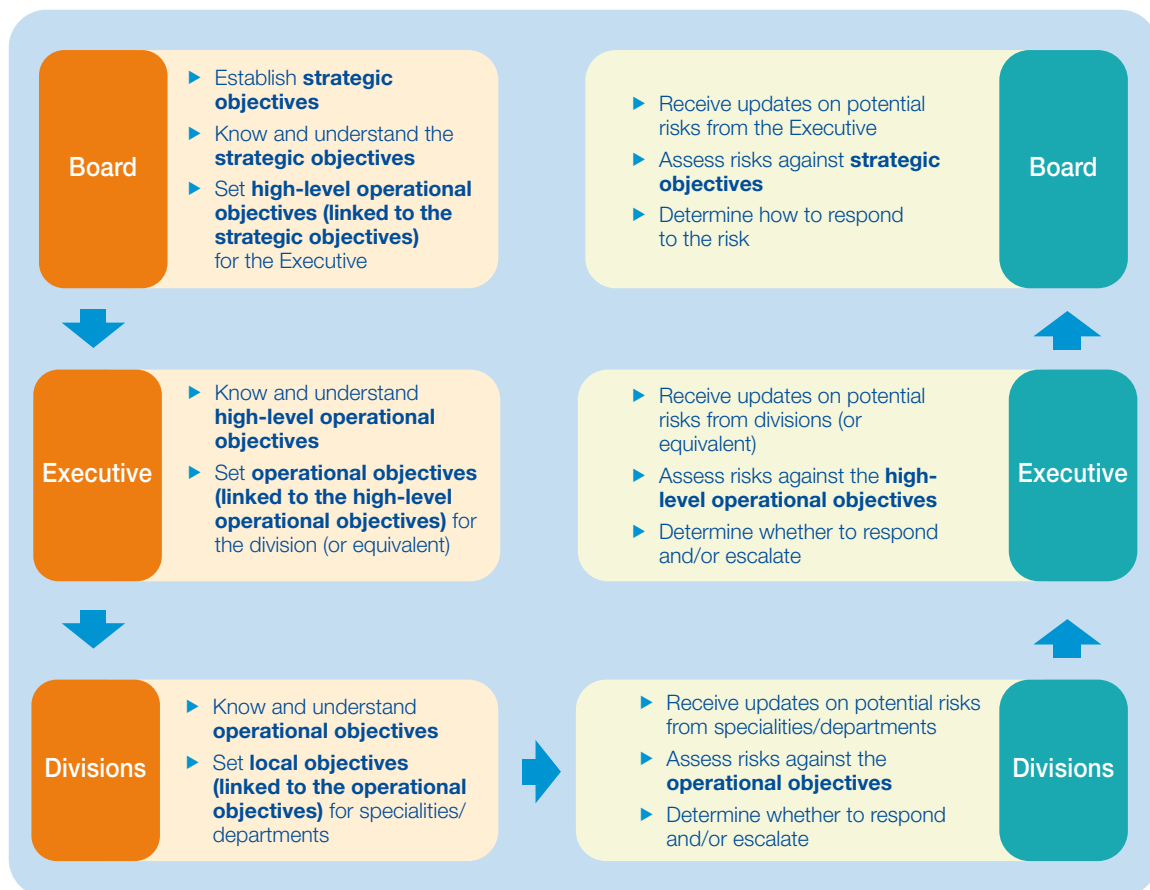 Board
Establish strategic
objectives
Know and understand the
strategic objectives
Set high-level operational
objectives (linked to the
strategic objectives)
for the Executive
Receive updates on potential
risks from the Executive
Assess risks against strategic
objectives
Determine how to respond
to the risk
Board
Executive
Know and understand
high-level operational
objectives
Set operational objectives
(linked to the high-level
operational objectives) for
the division (or equivalent)
Receive updates on potential
risks from divisions (or
equivalent)
Assess risks against the high-
level operational objectives
Determine whether to respond
and/or escalate
Executive
Divisions
Know and understand
operational objectives
Set local objectives
(linked to the operational
objectives) for specialities/
departments
Receive updates on potential risks
from specialities/departments
Assess risks against the
operational objectives
Determine whether to respond
and/or escalate
Divisions